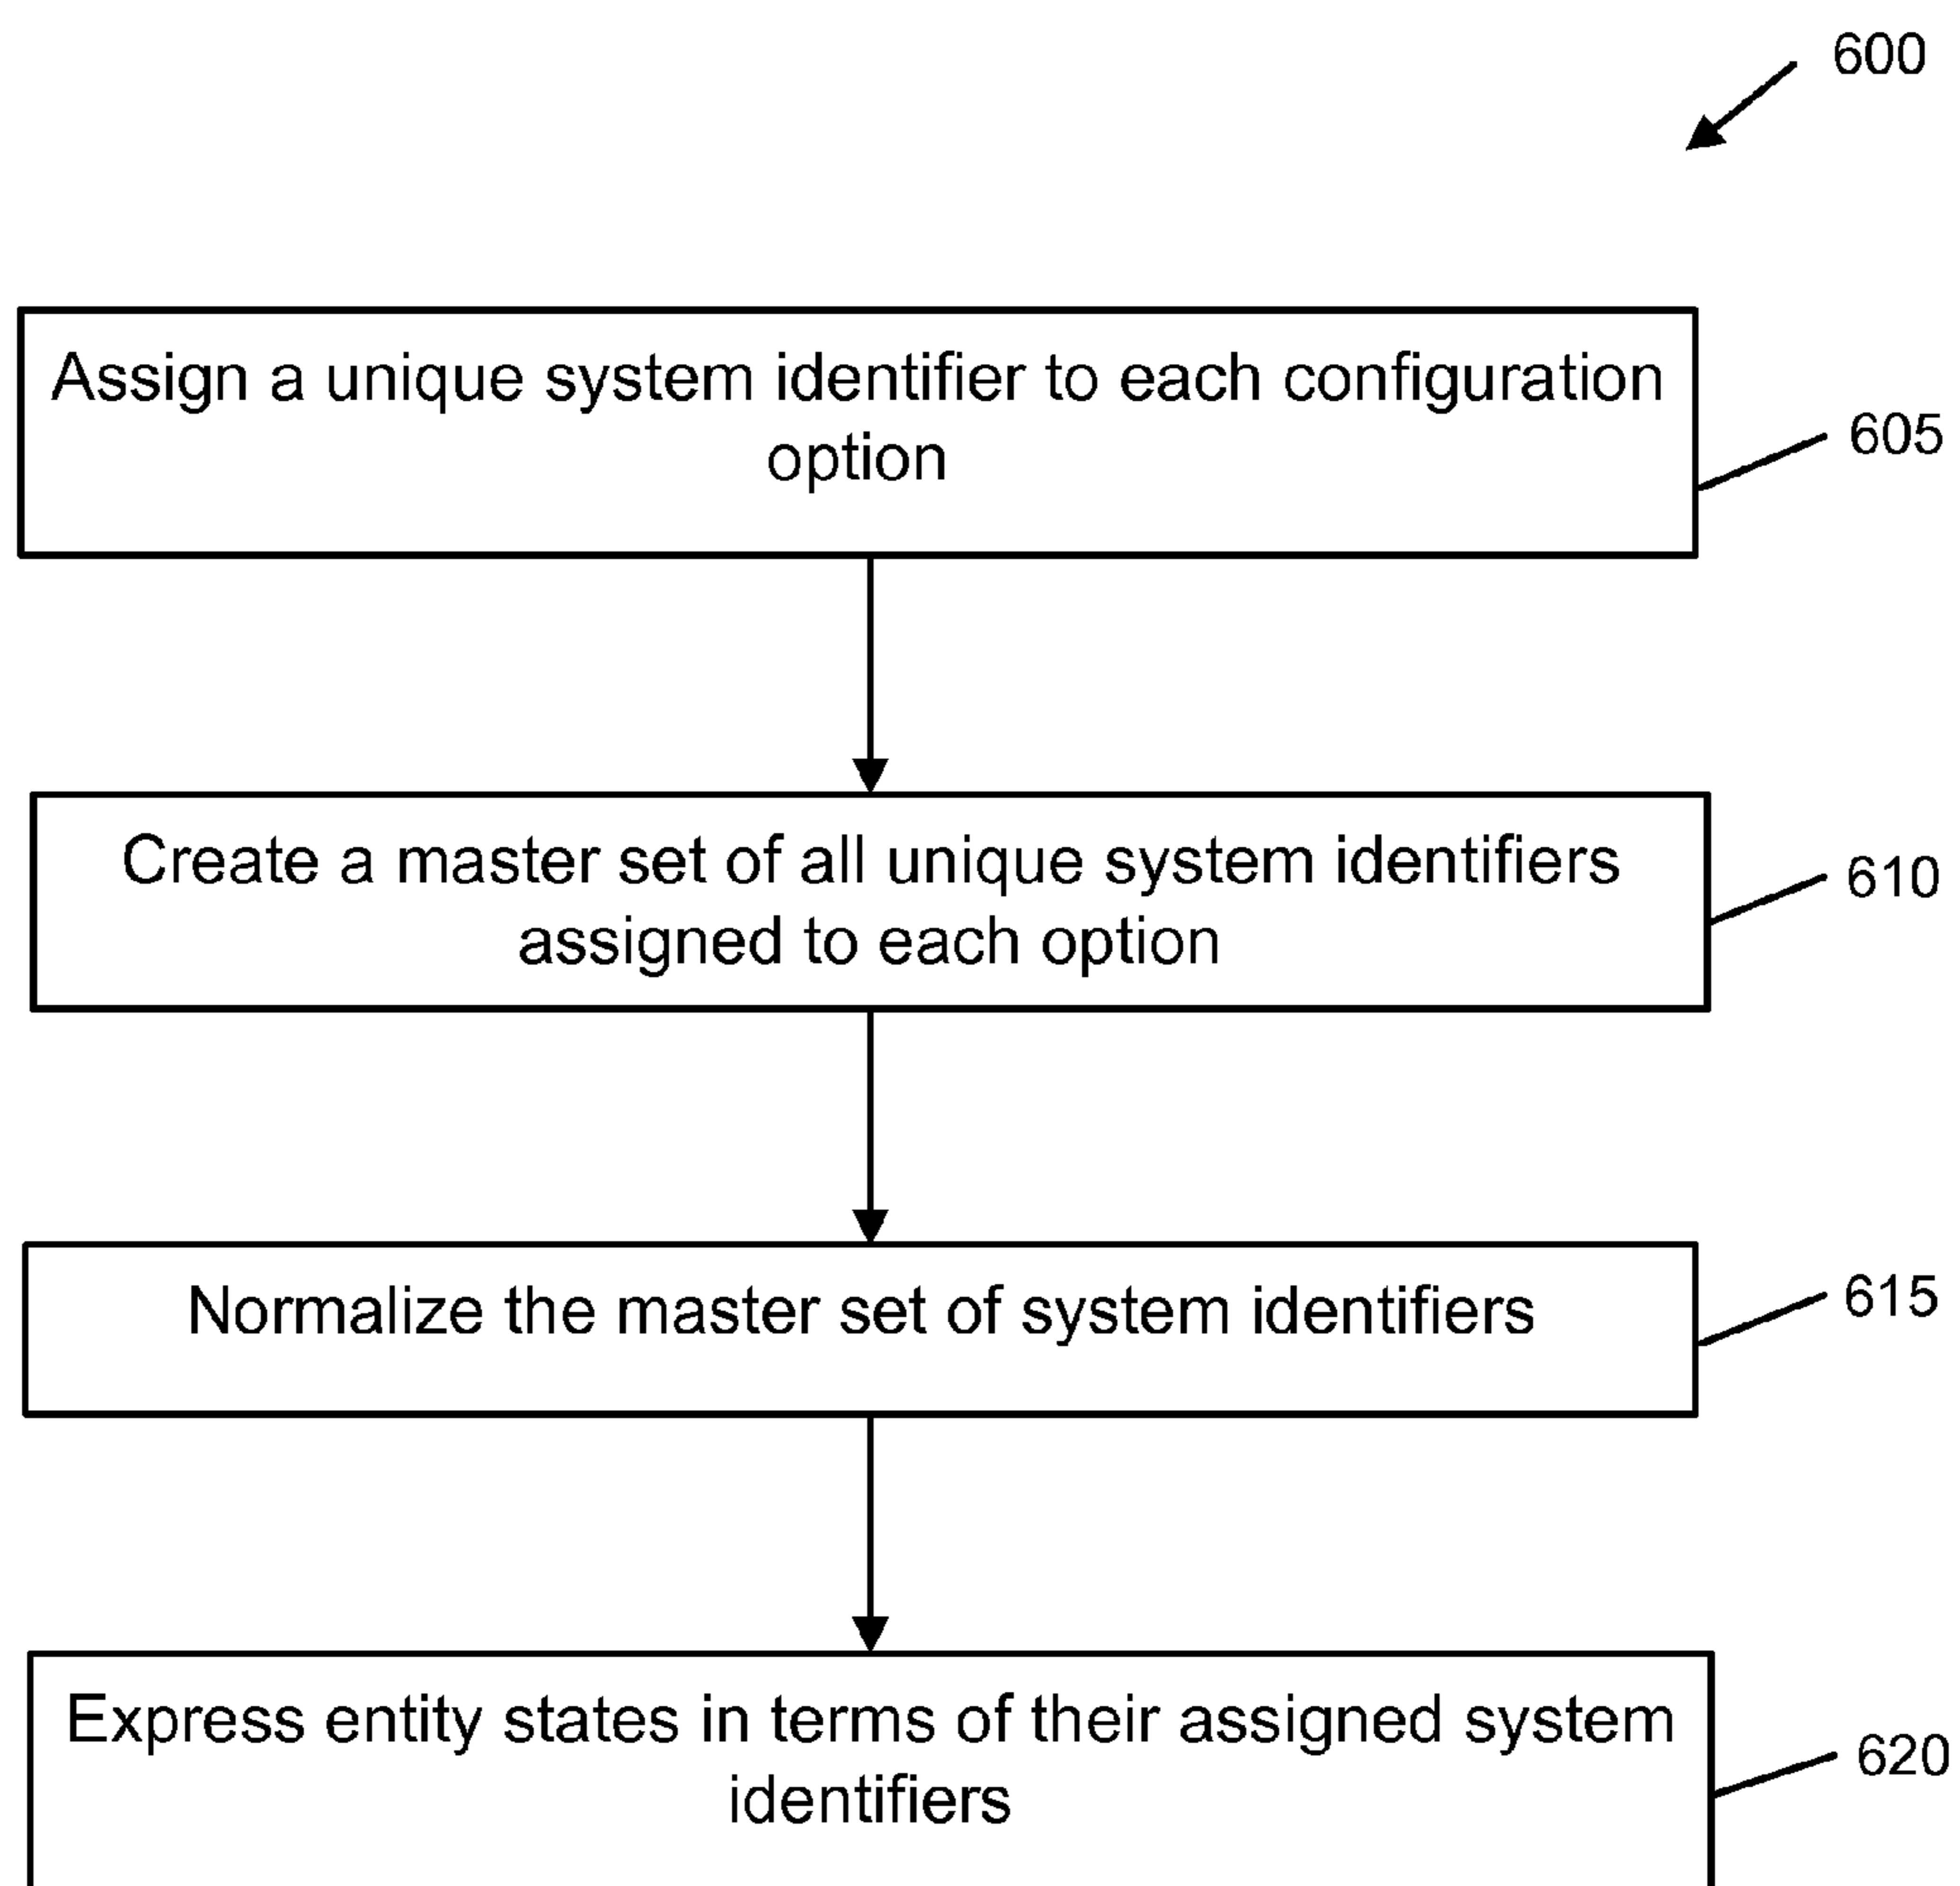 600
Assign a unique system identifier to each configuration
option
605
Create a master set of all unique system identifiers
assigned to each option
610
Normalize the master set of system identifiers
615
Express entity states in terms of their assigned system
identifiers
620